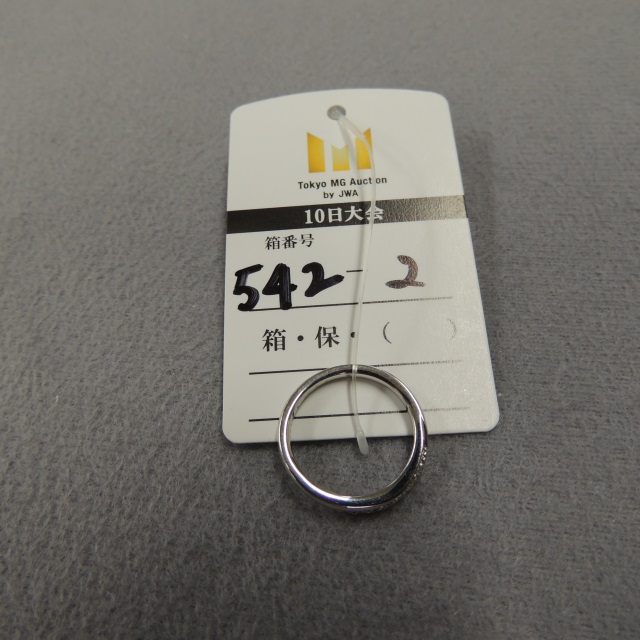 Tokyo MG Auction
by JWA
10日大会
箱番号
542-2
箱・保・(　　)